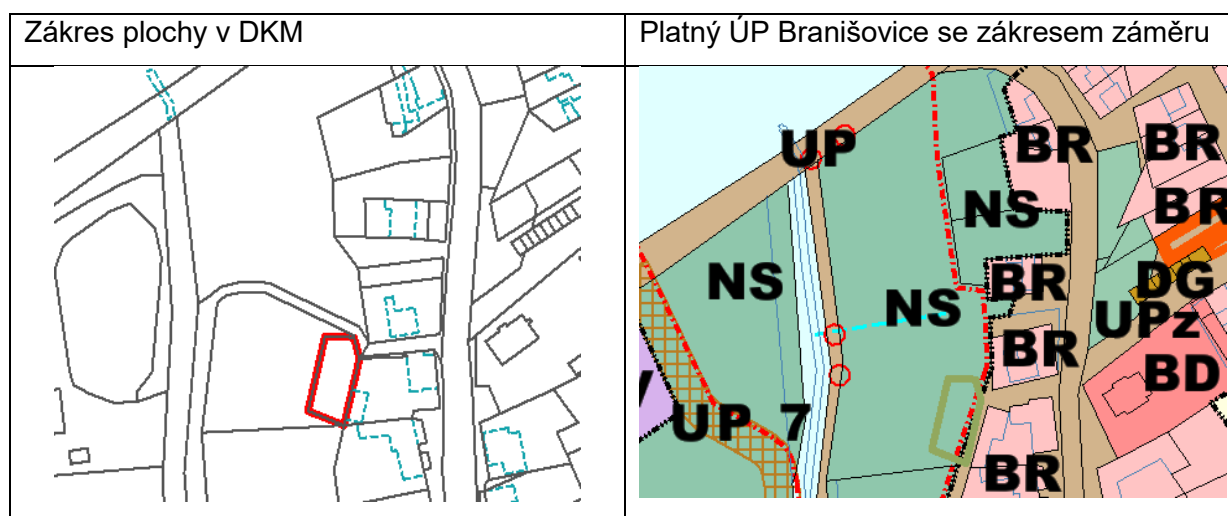 Zákres plochy v DKM
Platný ÚP Branišovice se zákresem záměru
UP
BR
BR
NS
BR
NS
NS
BR
DG
UPz
BR
BD
UP 7
BR